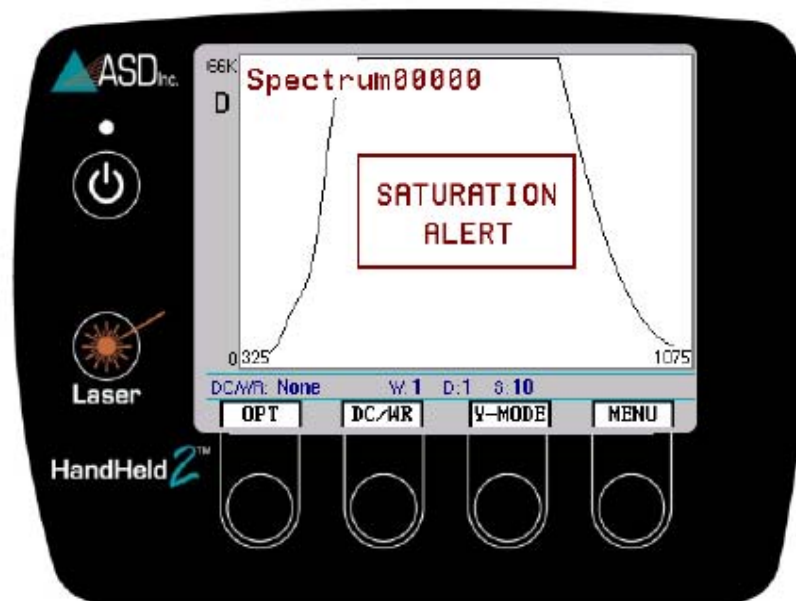 ASD Inc.
66K
D
Spectrum00000
SATURATION
ALERT
0 325
1075
Laser
DC/WR: None W:1 D:1 S:10
OPT DC/WR Y-MODE MENU
HandHeld 2™